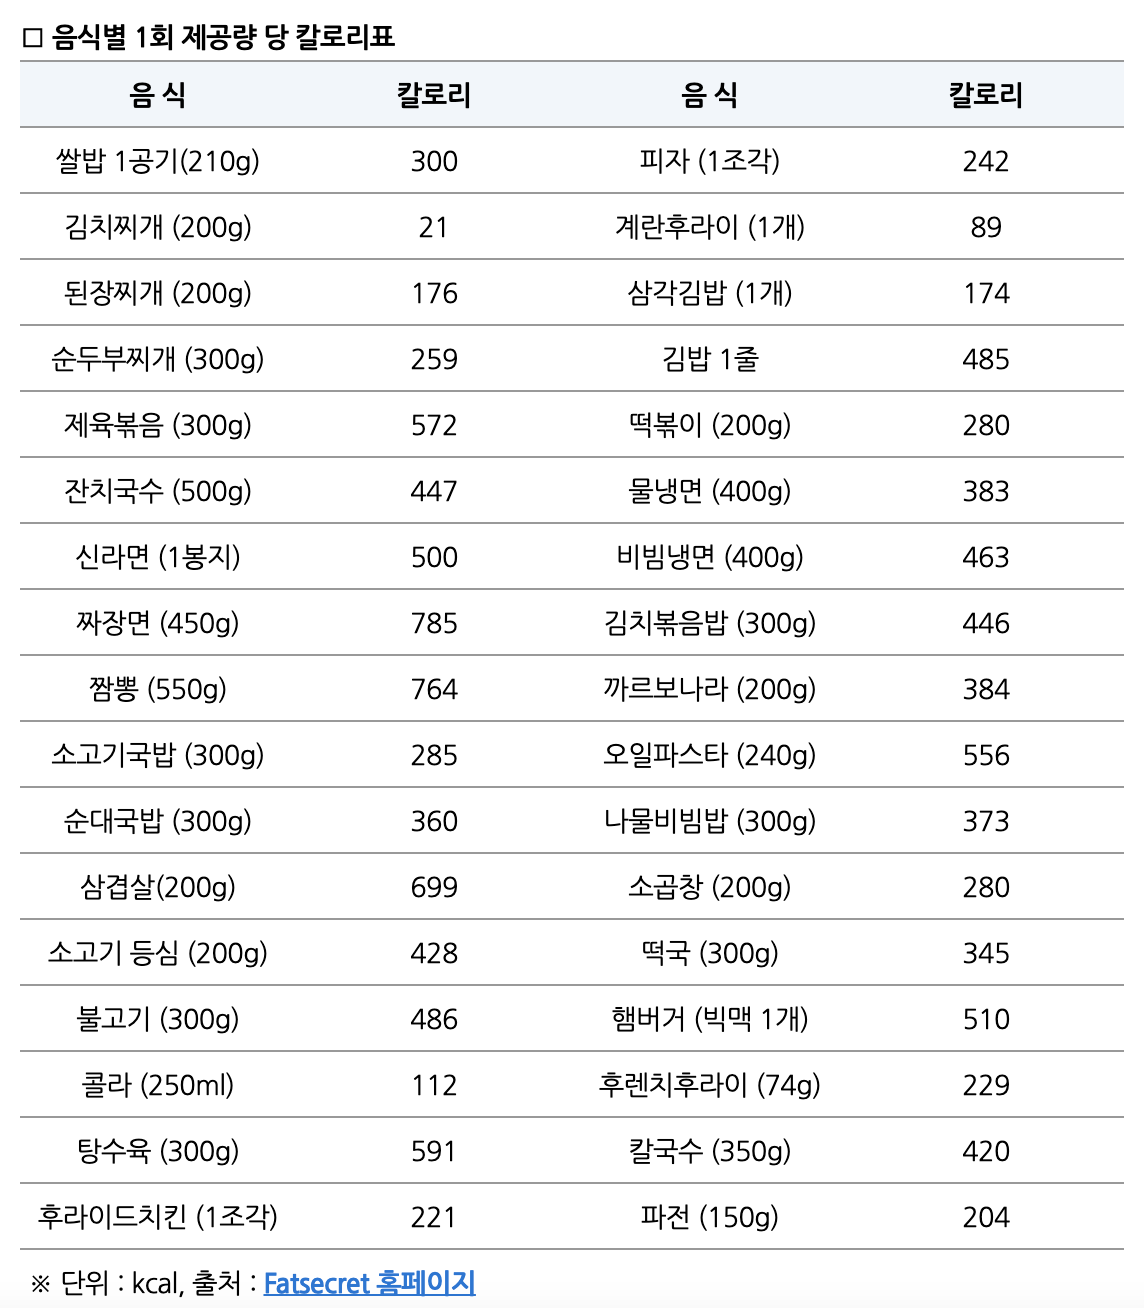 □ 음식별 1회 제공량 당 칼로리표
음 식 칼로리 음 식 칼로리
쌀밥 1공기(210g) 300 피자 (1조각) 242
김치찌개 (200g) 21 계란후라이 (1개) 89
된장찌개 (200g) 176 삼각김밥 (1개) 174
순두부찌개 (300g) 259 김밥 1줄 485
제육볶음 (300g) 572 떡볶이 (200g) 280
잔치국수 (500g) 447 물냉면 (400g) 383
신라면 (1봉지) 500 비빔냉면 (400g) 463
짜장면 (450g) 785 김치볶음밥 (300g) 446
짬뽕 (550g) 764 까르보나라 (200g) 384
소고기국밥 (300g) 285 오일파스타 (240g) 556
순대국밥 (300g) 360 나물비빔밥 (300g) 373
삼겹살(200g) 699 소곱창 (200g) 280
소고기 등심 (200g) 428 떡국 (300g) 345
불고기 (300g) 486 햄버거 (빅맥 1개) 510
콜라 (250ml) 112 후렌치후라이 (74g) 229
탕수육 (300g) 591 칼국수 (350g) 420
후라이드치킨 (1조각) 221 파전 (150g) 204
※ 단위 : kcal, 출처 : Fatsecret 홈페이지